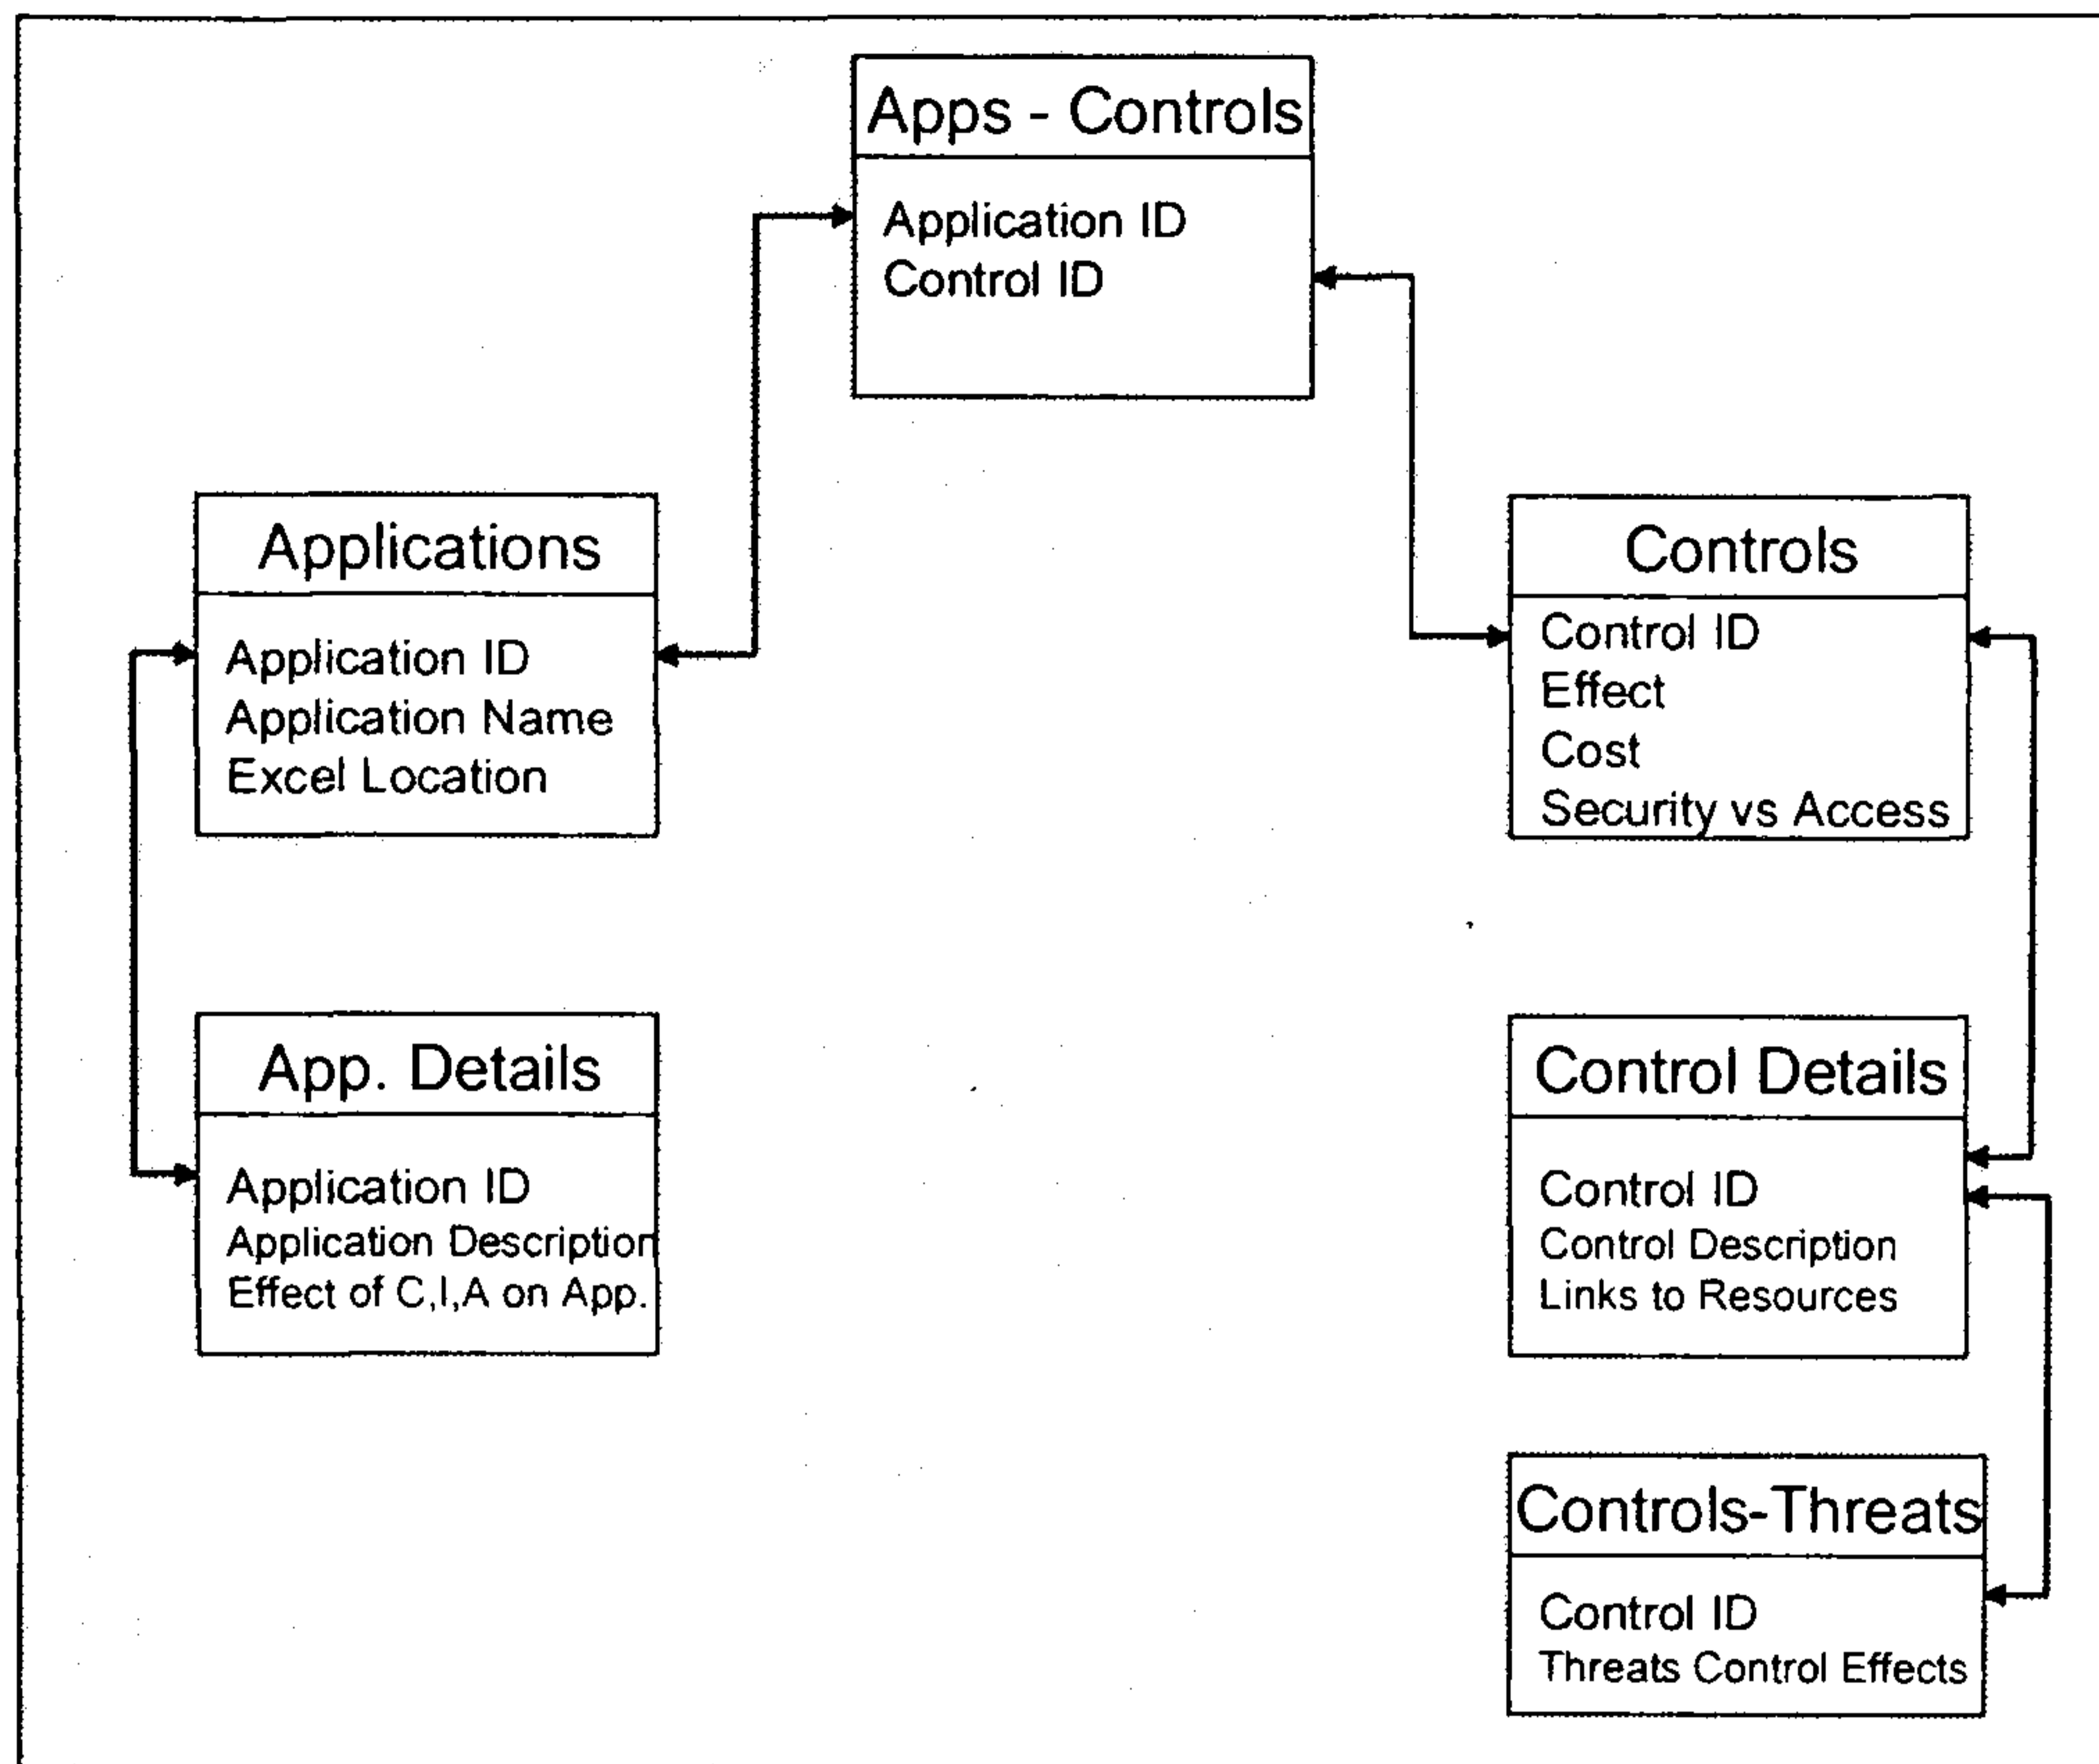 Apps - Controls
Application ID
Control ID
Applications
Application ID
Application Name
Excel Location
Controls
Control ID
Effect
Cost
Security vs Access
App. Details
Application ID
Application Description
Effect of C,I,A on App.
Control Details
Control ID
Control Description
Links to Resources
Controls-Threats
Control ID
Threats Control Effects